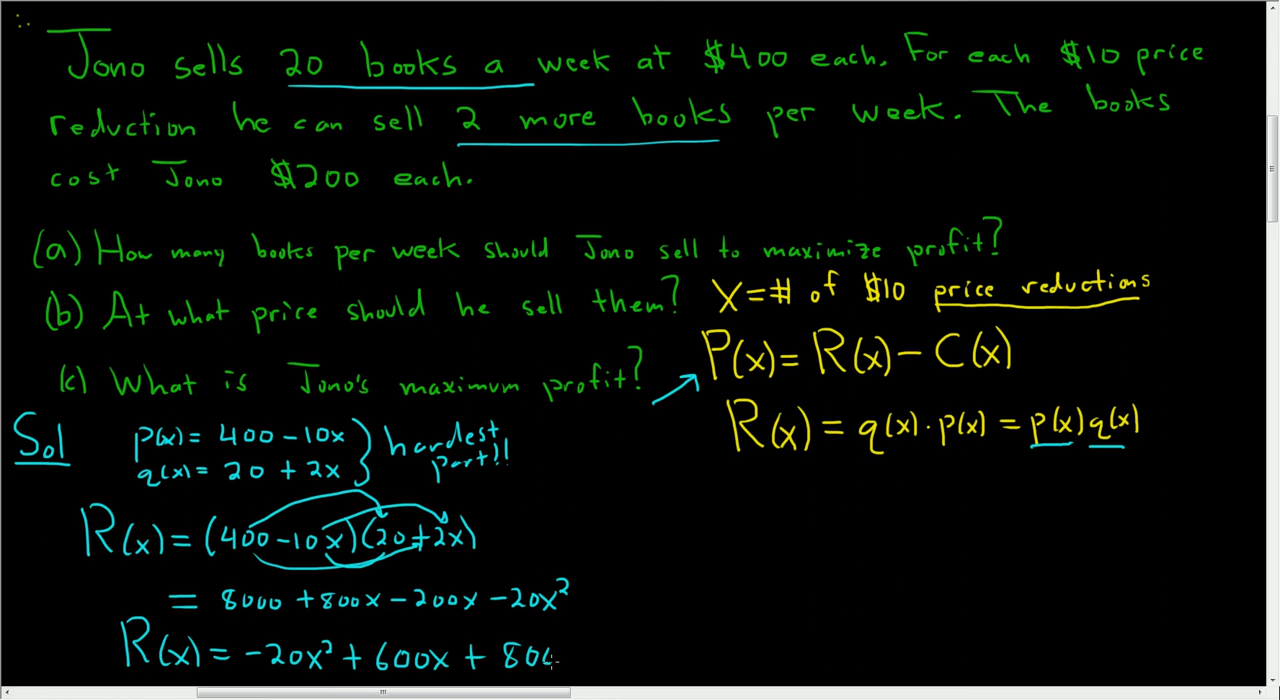 Jono sells 20 books a week at $400 each. For each $10 price
reduction he can sell 2 more books per week. The books
cost Jono $200 each.
(a) How many books per week should Jono sell to maximize profit?
(b) At what price should he sell them?
X = # of $10 price reductions
P(x) = R(x) - C(x)
(c) What is Jono's maximum profit?
R(x) = q(x) · p(x) = p(x) q(x)
Sol
p(x) = 400 - 10x
q(x) = 20 + 2x
hardest
part!!
R(x) = (400 - 10x)(20 + 2x)
= 8000 + 800x - 200x - 20x²
R(x) = -20x² + 600x + 800